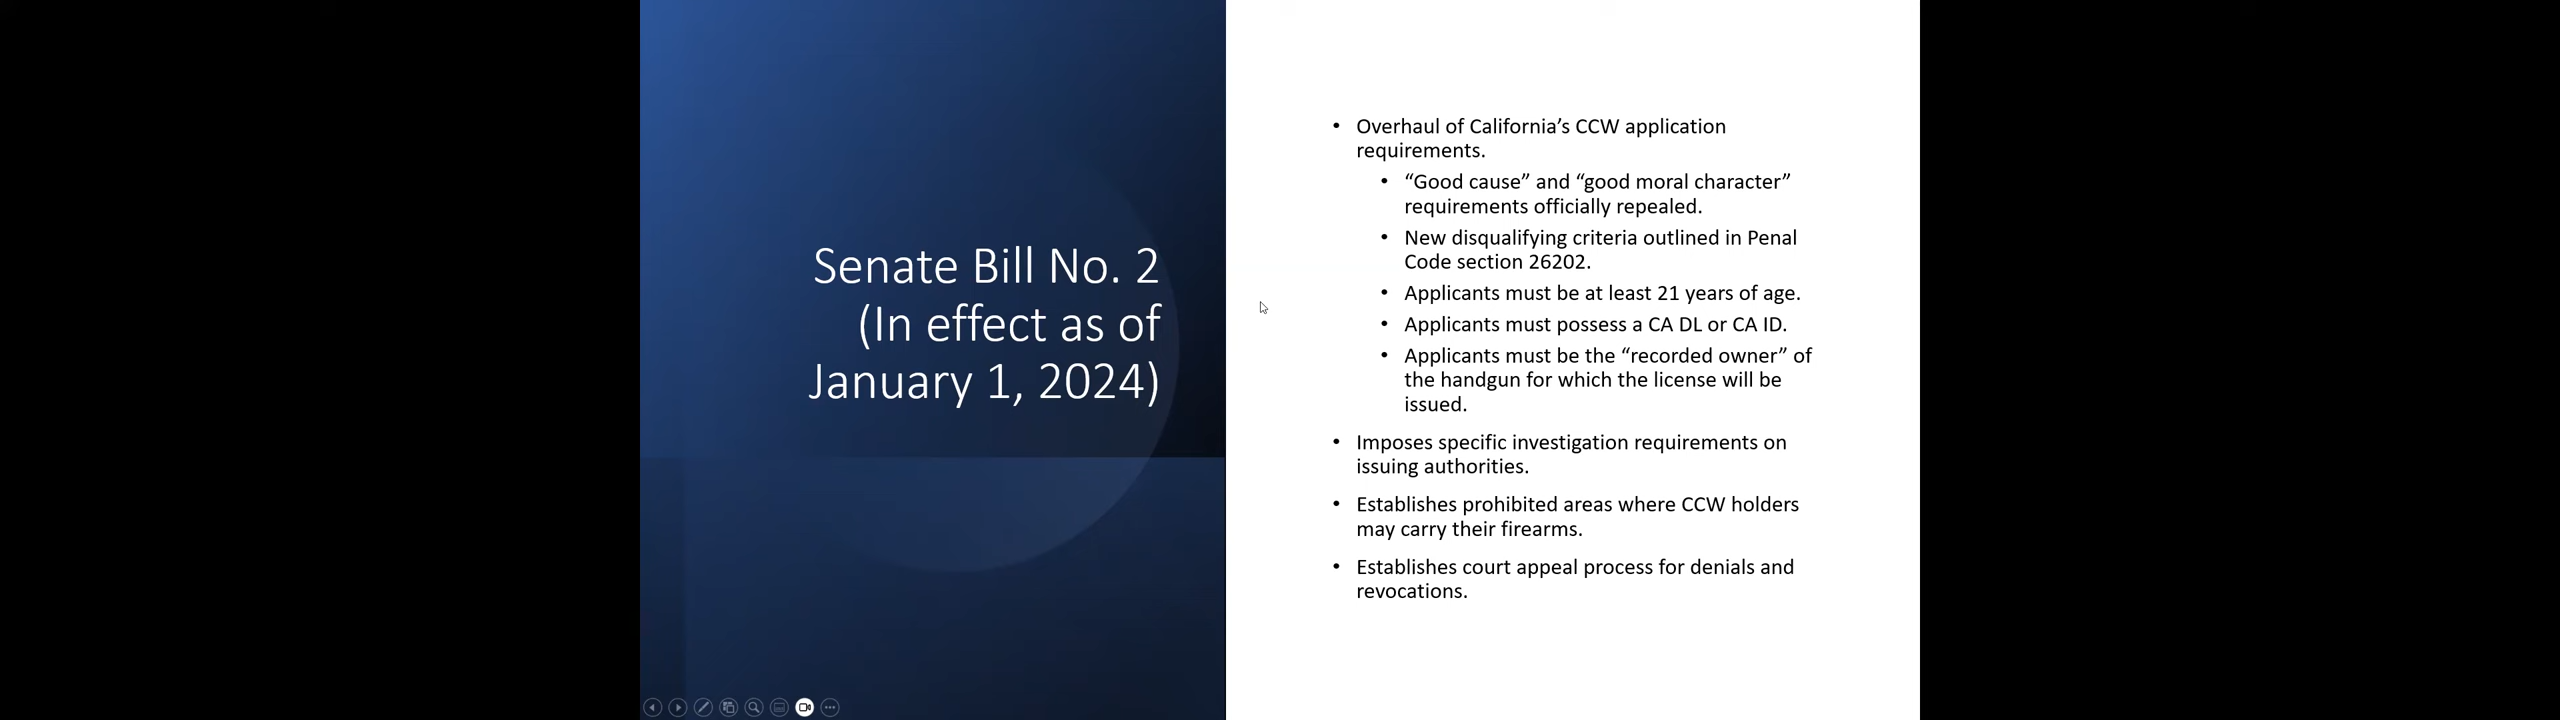 Senate Bill No. 2
(In effect as of
January 1, 2024)
• Overhaul of California’s CCW application
requirements.
• “Good cause” and “good moral character”
requirements officially repealed.
• New disqualifying criteria outlined in Penal
Code section 26202.
• Applicants must be at least 21 years of age.
• Applicants must possess a CA DL or CA ID.
• Applicants must be the “recorded owner” of
the handgun for which the license will be
issued.
• Imposes specific investigation requirements on
issuing authorities.
• Establishes prohibited areas where CCW holders
may carry their firearms.
• Establishes court appeal process for denials and
revocations.